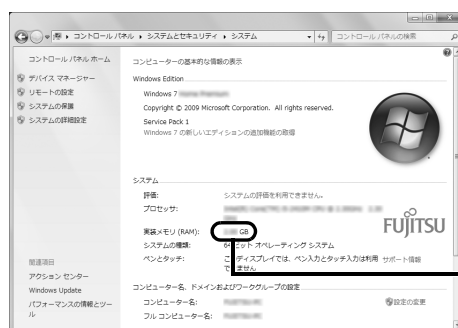 コントロール パネル ▸ システムとセキュリティ ▸ システム
コントロール パネルの検索
コントロール パネル ホーム
デバイス マネージャー
リモートの設定
システムの保護
システムの詳細設定
関連項目
アクション センター
Windows Update
パフォーマンスの情報とツール
コンピューターの基本的な情報の表示
Windows Edition
Windows 7
Copyright © 2009 Microsoft Corporation. All rights reserved.
Service Pack 1
Windows 7 の新しいエディションの追加機能の取得
システム
評価: システムの評価を利用できません。
プロセッサ:
実装メモリ (RAM): GB
システムの種類: 64 ビット オペレーティング システム
ペンとタッチ: このディスプレイでは、ペン入力とタッチ入力は利用
できません
FUJITSU
サポート情報
コンピューター名、ドメインおよびワークグループの設定
コンピューター名:
設定の変更
フル コンピューター名: